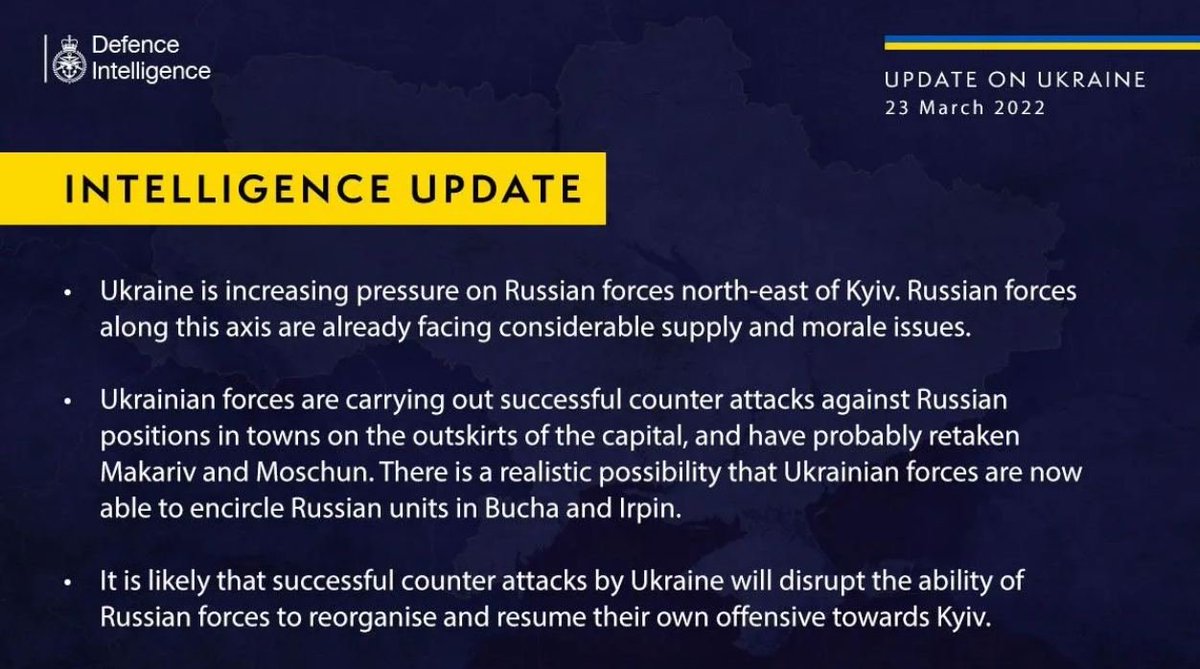 Defence
Intelligence
UPDATE ON UKRAINE
23 March 2022
INTELLIGENCE UPDATE
• Ukraine is increasing pressure on Russian forces north-east of Kyiv. Russian forces
along this axis are already facing considerable supply and morale issues.
• Ukrainian forces are carrying out successful counter attacks against Russian
positions in towns on the outskirts of the capital, and have probably retaken
Makariv and Moschun. There is a realistic possibility that Ukrainian forces are now
able to encircle Russian units in Bucha and Irpin.
• It is likely that successful counter attacks by Ukraine will disrupt the ability of
Russian forces to reorganise and resume their own offensive towards Kyiv.